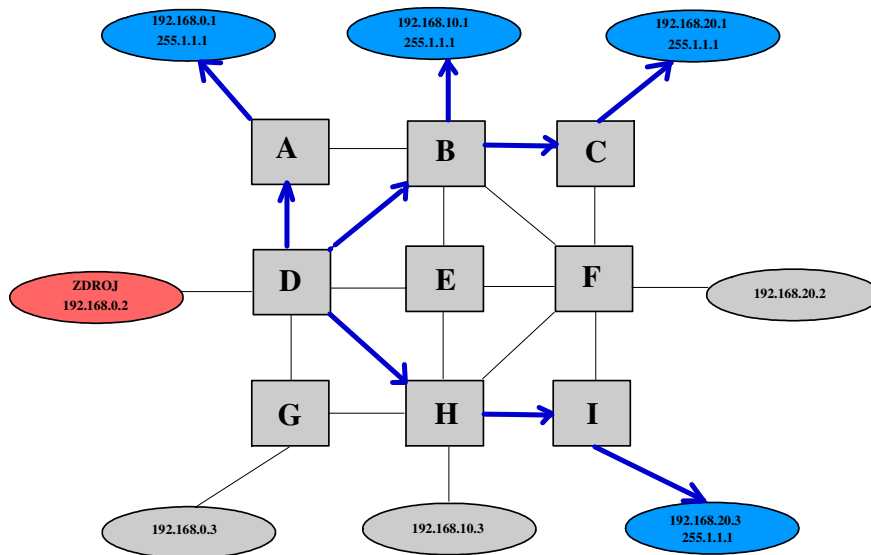 192.168.0.1
255.1.1.1
192.168.10.1
255.1.1.1
192.168.20.1
255.1.1.1
A
B
C
ZDROJ
192.168.0.2
D
E
F
192.168.20.2
G
H
I
192.168.0.3
192.168.10.3
192.168.20.3
255.1.1.1